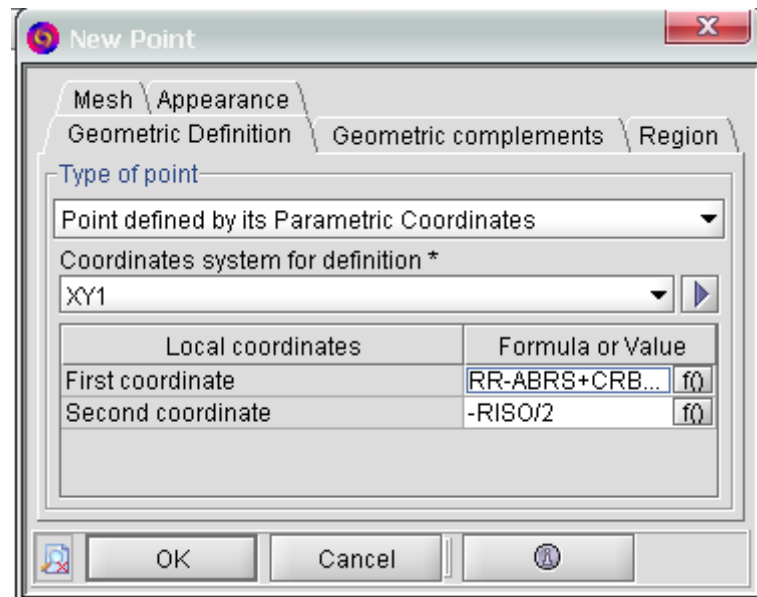 New Point
Mesh Appearance
Geometric Definition Geometric complements Region
Type of point
Point defined by its Parametric Coordinates
Coordinates system for definition *
XY1
Local coordinates Formula or Value
First coordinate RR-ABRS+CRB... f()
Second coordinate -RISO/2 f()
OK Cancel